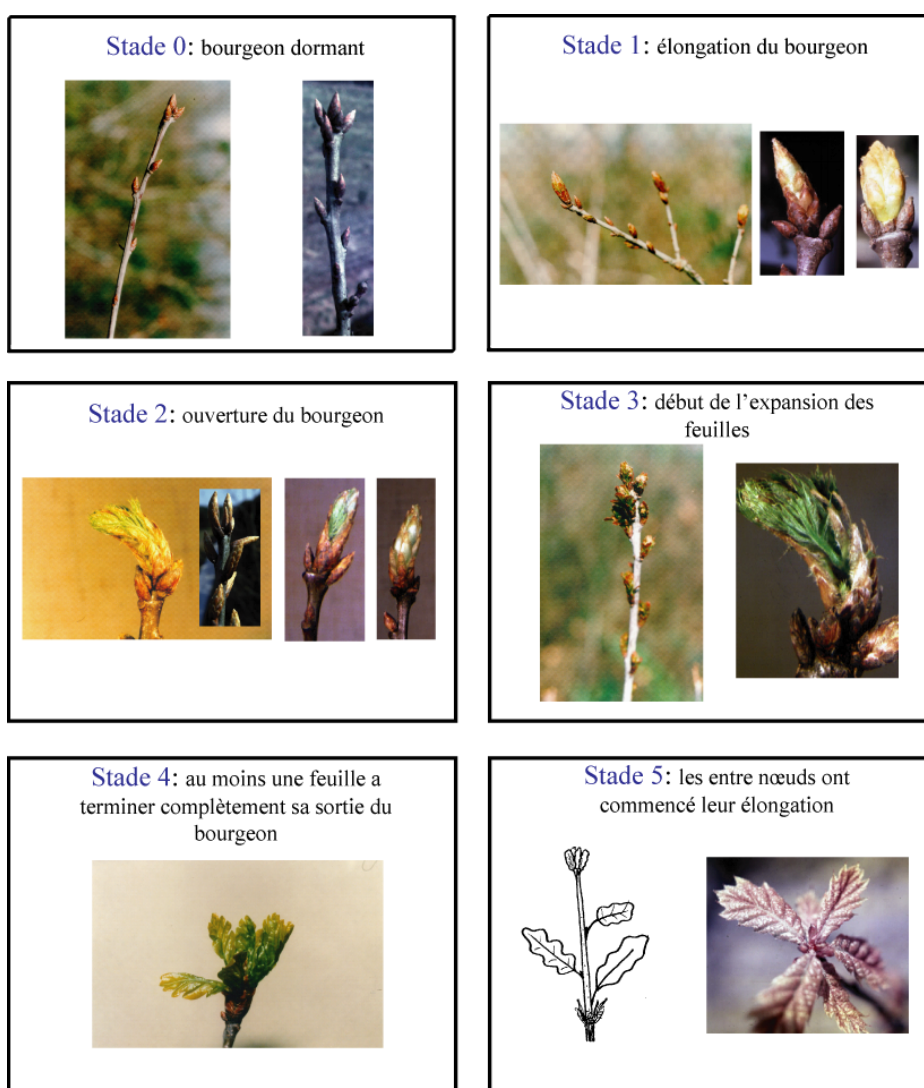 Stade 0: bourgeon dormant
Stade 1: élongation du bourgeon
Stade 2: ouverture du bourgeon
Stade 3: début de l’expansion des
feuilles
Stade 4: au moins une feuille a
terminer complètement sa sortie du
bourgeon
Stade 5: les entre nœuds ont
commencé leur élongation